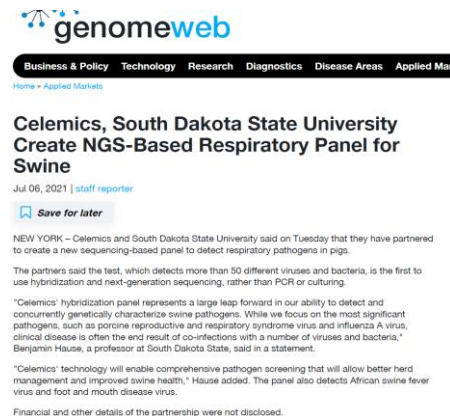 genomeweb
Business & Policy Technology Research Diagnostics Disease Areas Applied Mar
Home » Applied Markets
Celemics, South Dakota State University
Create NGS-Based Respiratory Panel for
Swine
Jul 06, 2021 | staff reporter
Save for later
NEW YORK – Celemics and South Dakota State University said on Tuesday that they have partnered
to create a new sequencing-based panel to detect respiratory pathogens in pigs.
The partners said the test, which detects more than 50 different viruses and bacteria, is the first to
use hybridization and next-generation sequencing, rather than PCR or culturing.
"Celemics' hybridization panel represents a large leap forward in our ability to detect and
concurrently genetically characterize swine pathogens. While we focus on the most significant
pathogens, such as porcine reproductive and respiratory syndrome virus and influenza A virus,
clinical disease is often the end result of co-infections with a number of viruses and bacteria,"
Benjamin Hause, a professor at South Dakota State, said in a statement.
"Celemics' technology will enable comprehensive pathogen screening that will allow better herd
management and improved swine health," Hause added. The panel also detects African swine fever
virus and foot and mouth disease virus.
Financial and other details of the partnership were not disclosed.